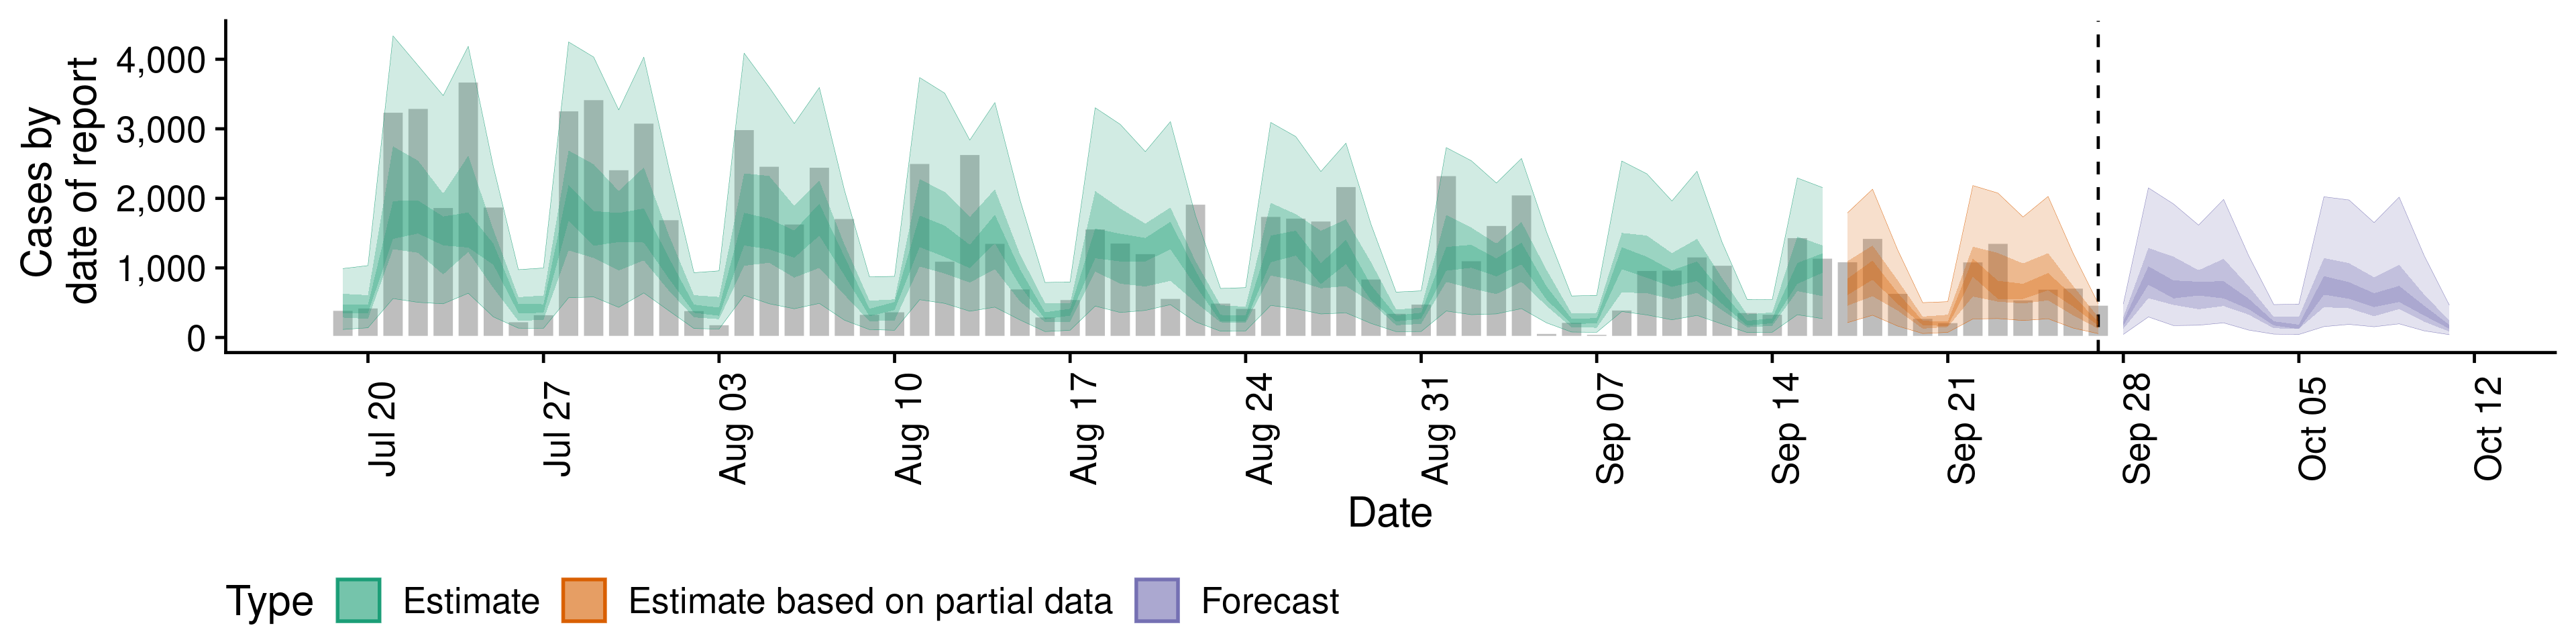 Cases by
date of report
4,000
3,000
2,000
1,000
0
Jul 20
Jul 27
Aug 03
Aug 10
Aug 17
Aug 24
Aug 31
Sep 07
Sep 14
Sep 21
Sep 28
Oct 05
Oct 12
Date
Type Estimate Estimate based on partial data Forecast